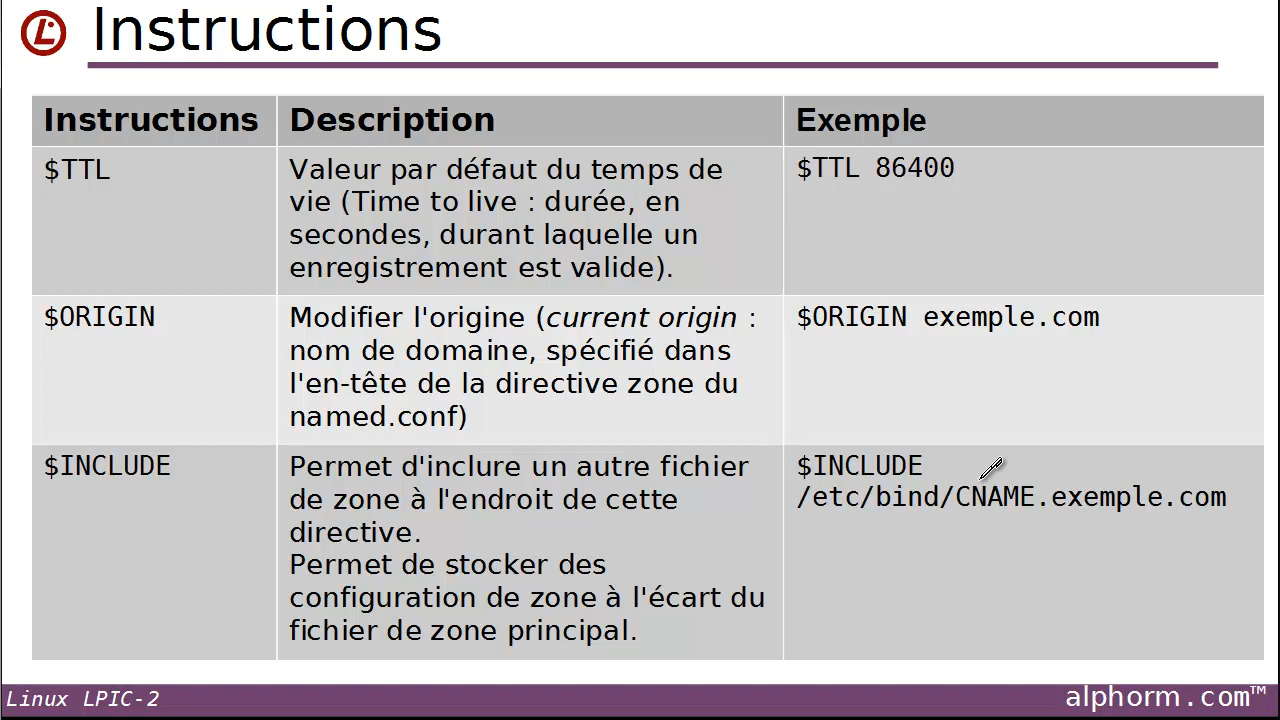 Instructions
Instructions Description Exemple
$TTL
Valeur par défaut du temps de
vie (Time to live : durée, en
secondes, durant laquelle un
enregistrement est valide).
$TTL 86400
$ORIGIN
Modifier l'origine (current origin :
nom de domaine, spécifié dans
l'en-tête de la directive zone du
named.conf)
$ORIGIN exemple.com
$INCLUDE
Permet d'inclure un autre fichier
de zone à l'endroit de cette
directive.
Permet de stocker des
configuration de zone à l'écart du
fichier de zone principal.
$INCLUDE
/etc/bind/CNAME.exemple.com
Linux LPIC-2
alphorm.com™